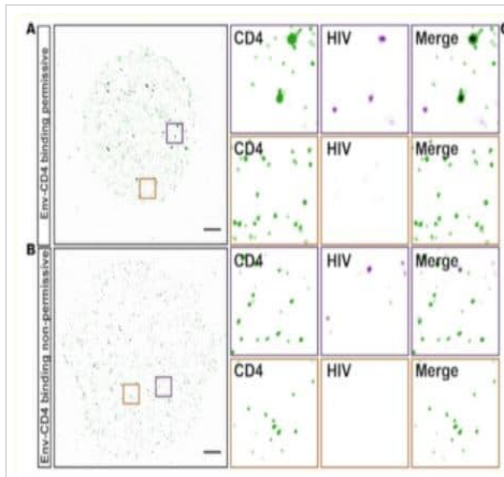 A
Env-CD4 binding permissive
CD4
HIV
Merge
CD4
HIV
Merge
B
Env-CD4 binding non-permissive
CD4
HIV
Merge
CD4
HIV
Merge